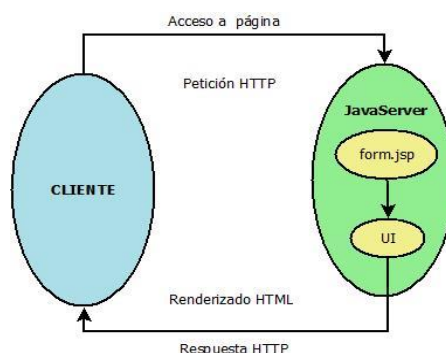 Acceso a página
Petición HTTP
JavaServer
form.jsp
CLIENTE
UI
Renderizado HTML
Respuesta HTTP